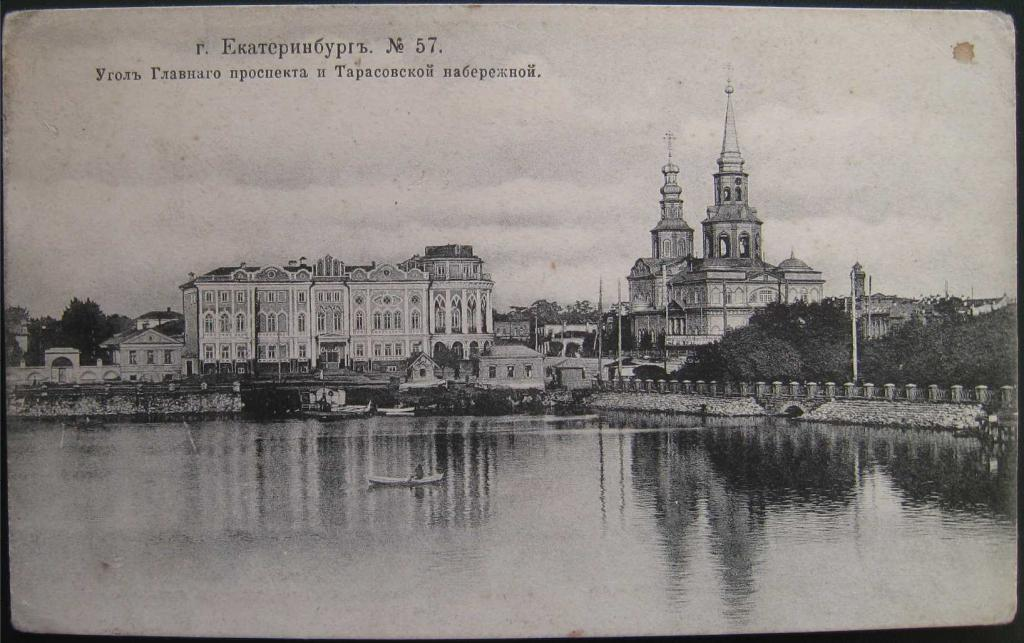 г. Екатеринбургъ. № 57.
Уголъ Главнаго проспекта и Тарасовской набережной.